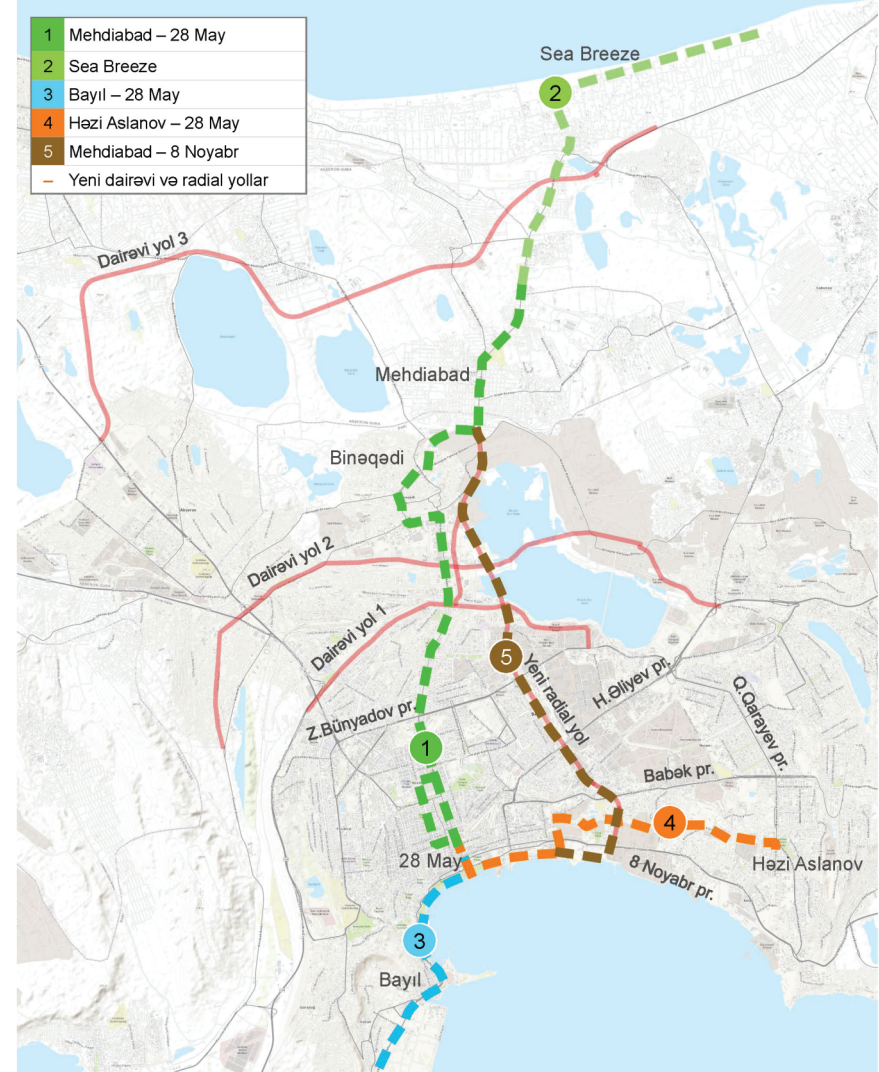 1 Mehdiabad – 28 May
2 Sea Breeze
3 Bayıl – 28 May
4 Həzi Aslanov – 28 May
5 Mehdiabad – 8 Noyabr
– Yeni dairəvi və radial yollar
Sea Breeze
2
Dairəvi yol 3
Mehdiabad
Binəqədi
Dairəvi yol 2
Dairəvi yol 1
5
Yeni radial yol
H.Əliyev pr.
Q.Qarayev pr.
Z.Bünyadov pr.
1
Babək pr.
4
28 May
8 Noyabr pr.
Həzi Aslanov
3
Bayıl